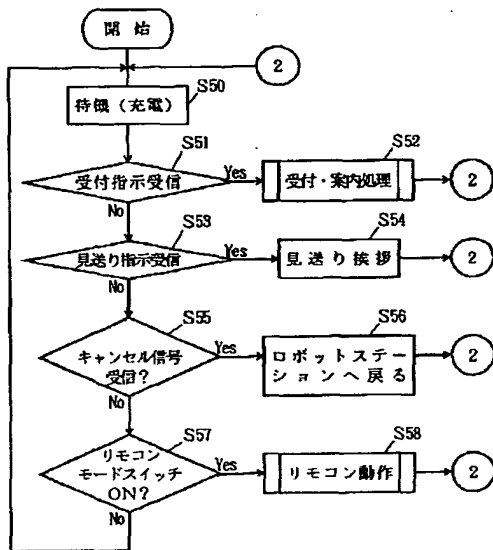 開始
2
S50
待機（充電）
S51
受付指示受信
Yes
S52
受付・案内処理
2
No
S53
見送り指示受信
Yes
S54
見送り挨拶
2
No
S55
キャンセル信号
受信?
Yes
S56
ロボットステー
ションへ戻る
2
No
S57
リモコン
モードスイッチ
ON?
Yes
S58
リモコン動作
2
No